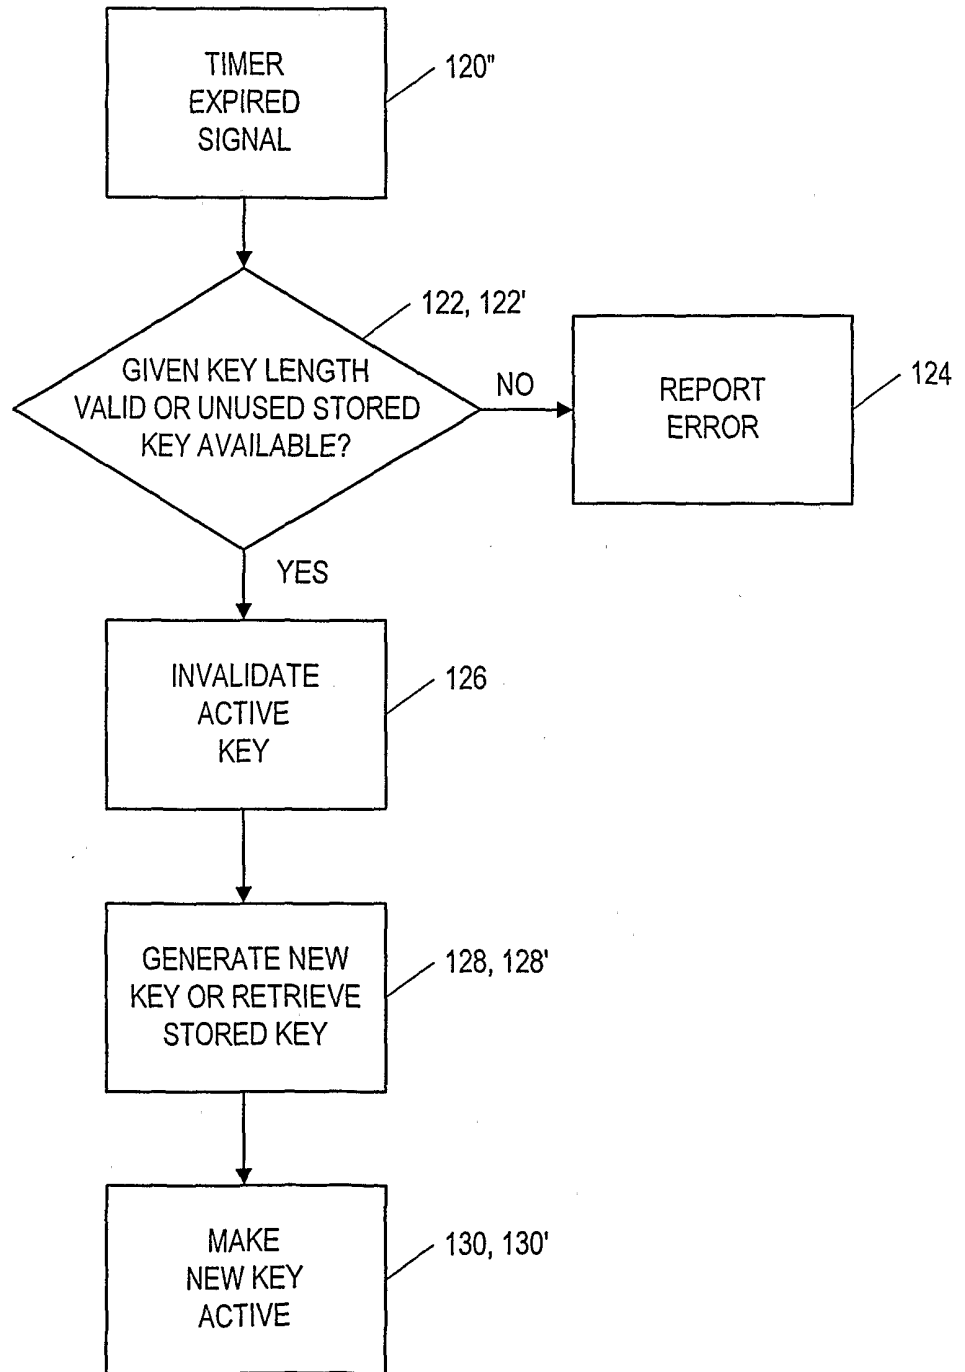 TIMER
EXPIRED
SIGNAL
120"
122, 122'
GIVEN KEY LENGTH
VALID OR UNUSED STORED
KEY AVAILABLE?
NO
REPORT
ERROR
124
YES
INVALIDATE
ACTIVE
KEY
126
GENERATE NEW
KEY OR RETRIEVE
STORED KEY
128, 128'
MAKE
NEW KEY
ACTIVE
130, 130'